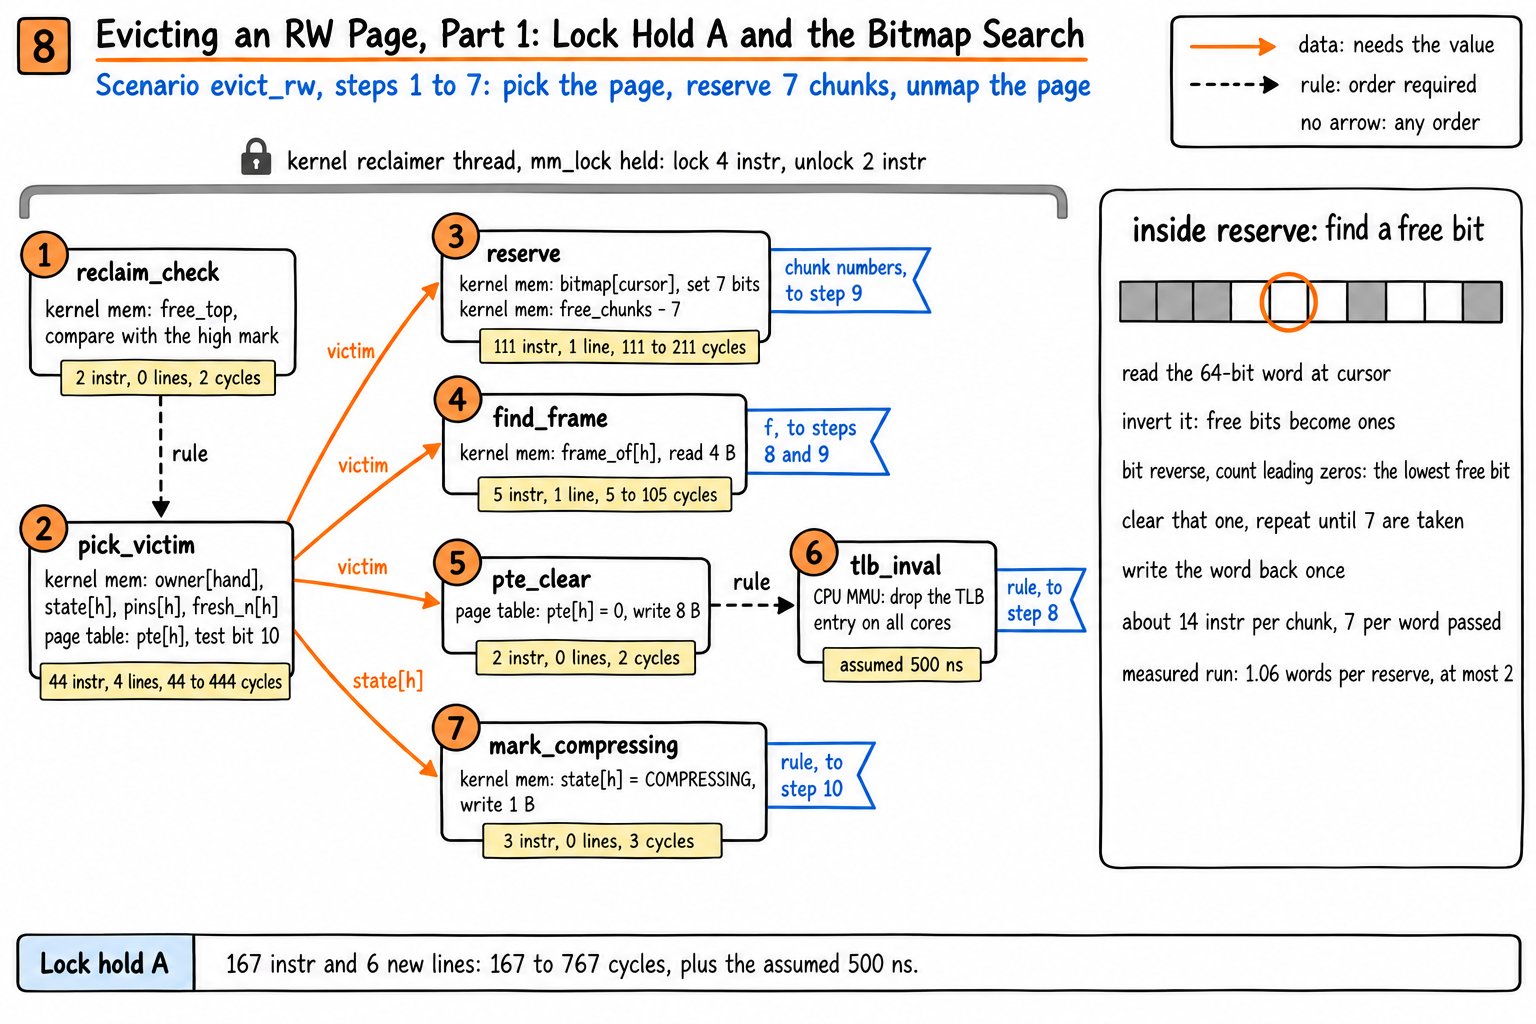 8
Evicting an RW Page, Part 1: Lock Hold A and the Bitmap Search
Scenario evict_rw, steps 1 to 7: pick the page, reserve 7 chunks, unmap the page
data: needs the value
rule: order required
no arrow: any order
kernel reclaimer thread, mm_lock held: lock 4 instr, unlock 2 instr
1
reclaim_check
kernel mem: free_top,
compare with the high mark
2 instr, 0 lines, 2 cycles
rule
2
pick_victim
kernel mem: owner[hand],
state[h], pins[h], fresh_n[h]
page table: pte[h], test bit 10
44 instr, 4 lines, 44 to 444 cycles
victim
victim
victim
state[h]
3
reserve
kernel mem: bitmap[cursor], set 7 bits
kernel mem: free_chunks - 7
111 instr, 1 line, 111 to 211 cycles
chunk numbers,
to step 9
4
find_frame
kernel mem: frame_of[h], read 4 B
5 instr, 1 line, 5 to 105 cycles
f, to steps
8 and 9
5
pte_clear
page table: pte[h] = 0, write 8 B
2 instr, 0 lines, 2 cycles
rule
6
tlb_inval
CPU MMU: drop the TLB
entry on all cores
assumed 500 ns
rule, to
step 8
7
mark_compressing
kernel mem: state[h] = COMPRESSING,
write 1 B
3 instr, 0 lines, 3 cycles
rule, to
step 10
inside reserve: find a free bit
read the 64-bit word at cursor
invert it: free bits become ones
bit reverse, count leading zeros: the lowest free bit
clear that one, repeat until 7 are taken
write the word back once
about 14 instr per chunk, 7 per word passed
measured run: 1.06 words per reserve, at most 2
Lock hold A
167 instr and 6 new lines: 167 to 767 cycles, plus the assumed 500 ns.